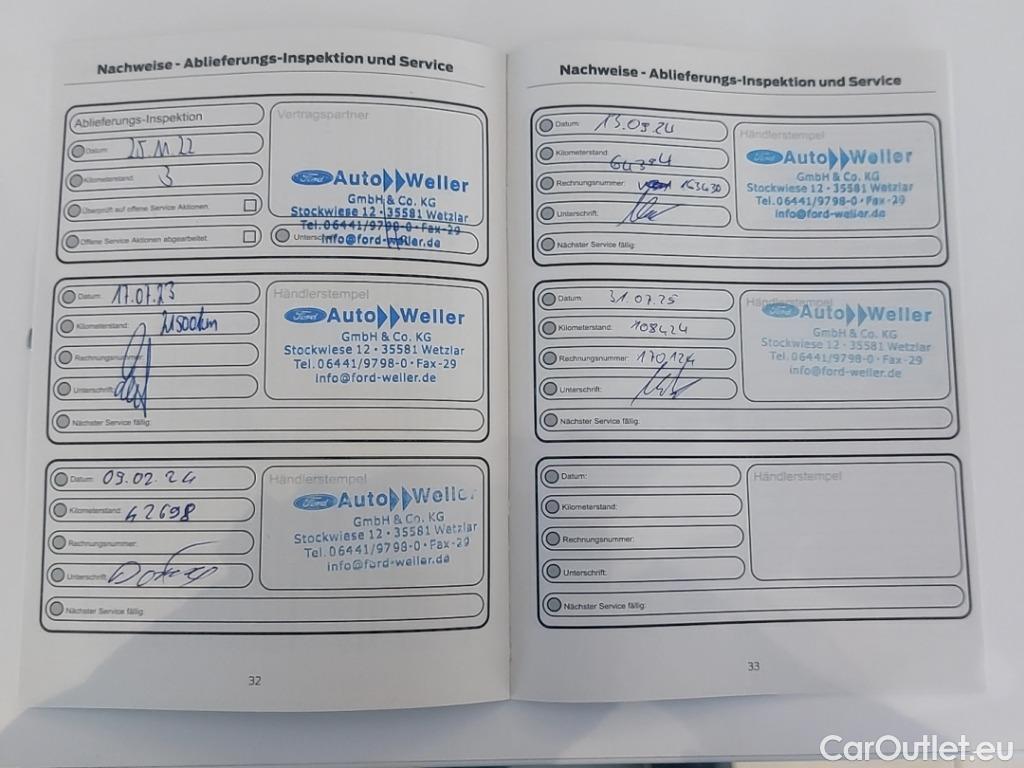 Nachweise - Ablieferungs-Inspektion und Service
Ablieferungs-Inspektion
Datum: 25.11.22
Kilometerstand: 3
Überprüft auf offene Service Aktionen:
Offene Service Aktionen abgearbeitet:
Vertragspartner
Ford Auto Weller
GmbH & Co. KG
Stockwiese 12 · 35581 Wetzlar
Tel. 06441/9798-0 · Fax -29
info@ford-weller.de
Unterschrift
Datum: 17.07.23
Kilometerstand: 21500km
Rechnungsnummer:
Unterschrift:
Nächster Service fällig:
Händlerstempel
Ford Auto Weller
GmbH & Co. KG
Stockwiese 12 · 35581 Wetzlar
Tel. 06441/9798-0 · Fax -29
info@ford-weller.de
Datum: 09.02.24
Kilometerstand: 42698
Rechnungsnummer:
Unterschrift:
Nächster Service fällig:
Händlerstempel
Ford Auto Weller
GmbH & Co. KG
Stockwiese 12 · 35581 Wetzlar
Tel. 06441/9798-0 · Fax -29
info@ford-weller.de
32
Nachweise - Ablieferungs-Inspektion und Service
Datum: 13.09.24
Kilometerstand: 64394
Rechnungsnummer: 163430
Unterschrift:
Nächster Service fällig:
Händlerstempel
Ford Auto Weller
GmbH & Co. KG
Stockwiese 12 · 35581 Wetzlar
Tel. 06441/9798-0 · Fax -29
info@ford-weller.de
Datum: 31.07.25
Kilometerstand: 108424
Rechnungsnummer: 170124
Unterschrift:
Nächster Service fällig:
Händlerstempel
Ford Auto Weller
GmbH & Co. KG
Stockwiese 12 · 35581 Wetzlar
Tel. 06441/9798-0 · Fax -29
info@ford-weller.de
Datum:
Kilometerstand:
Rechnungsnummer:
Unterschrift:
Nächster Service fällig:
Händlerstempel
33
CarOutlet.eu